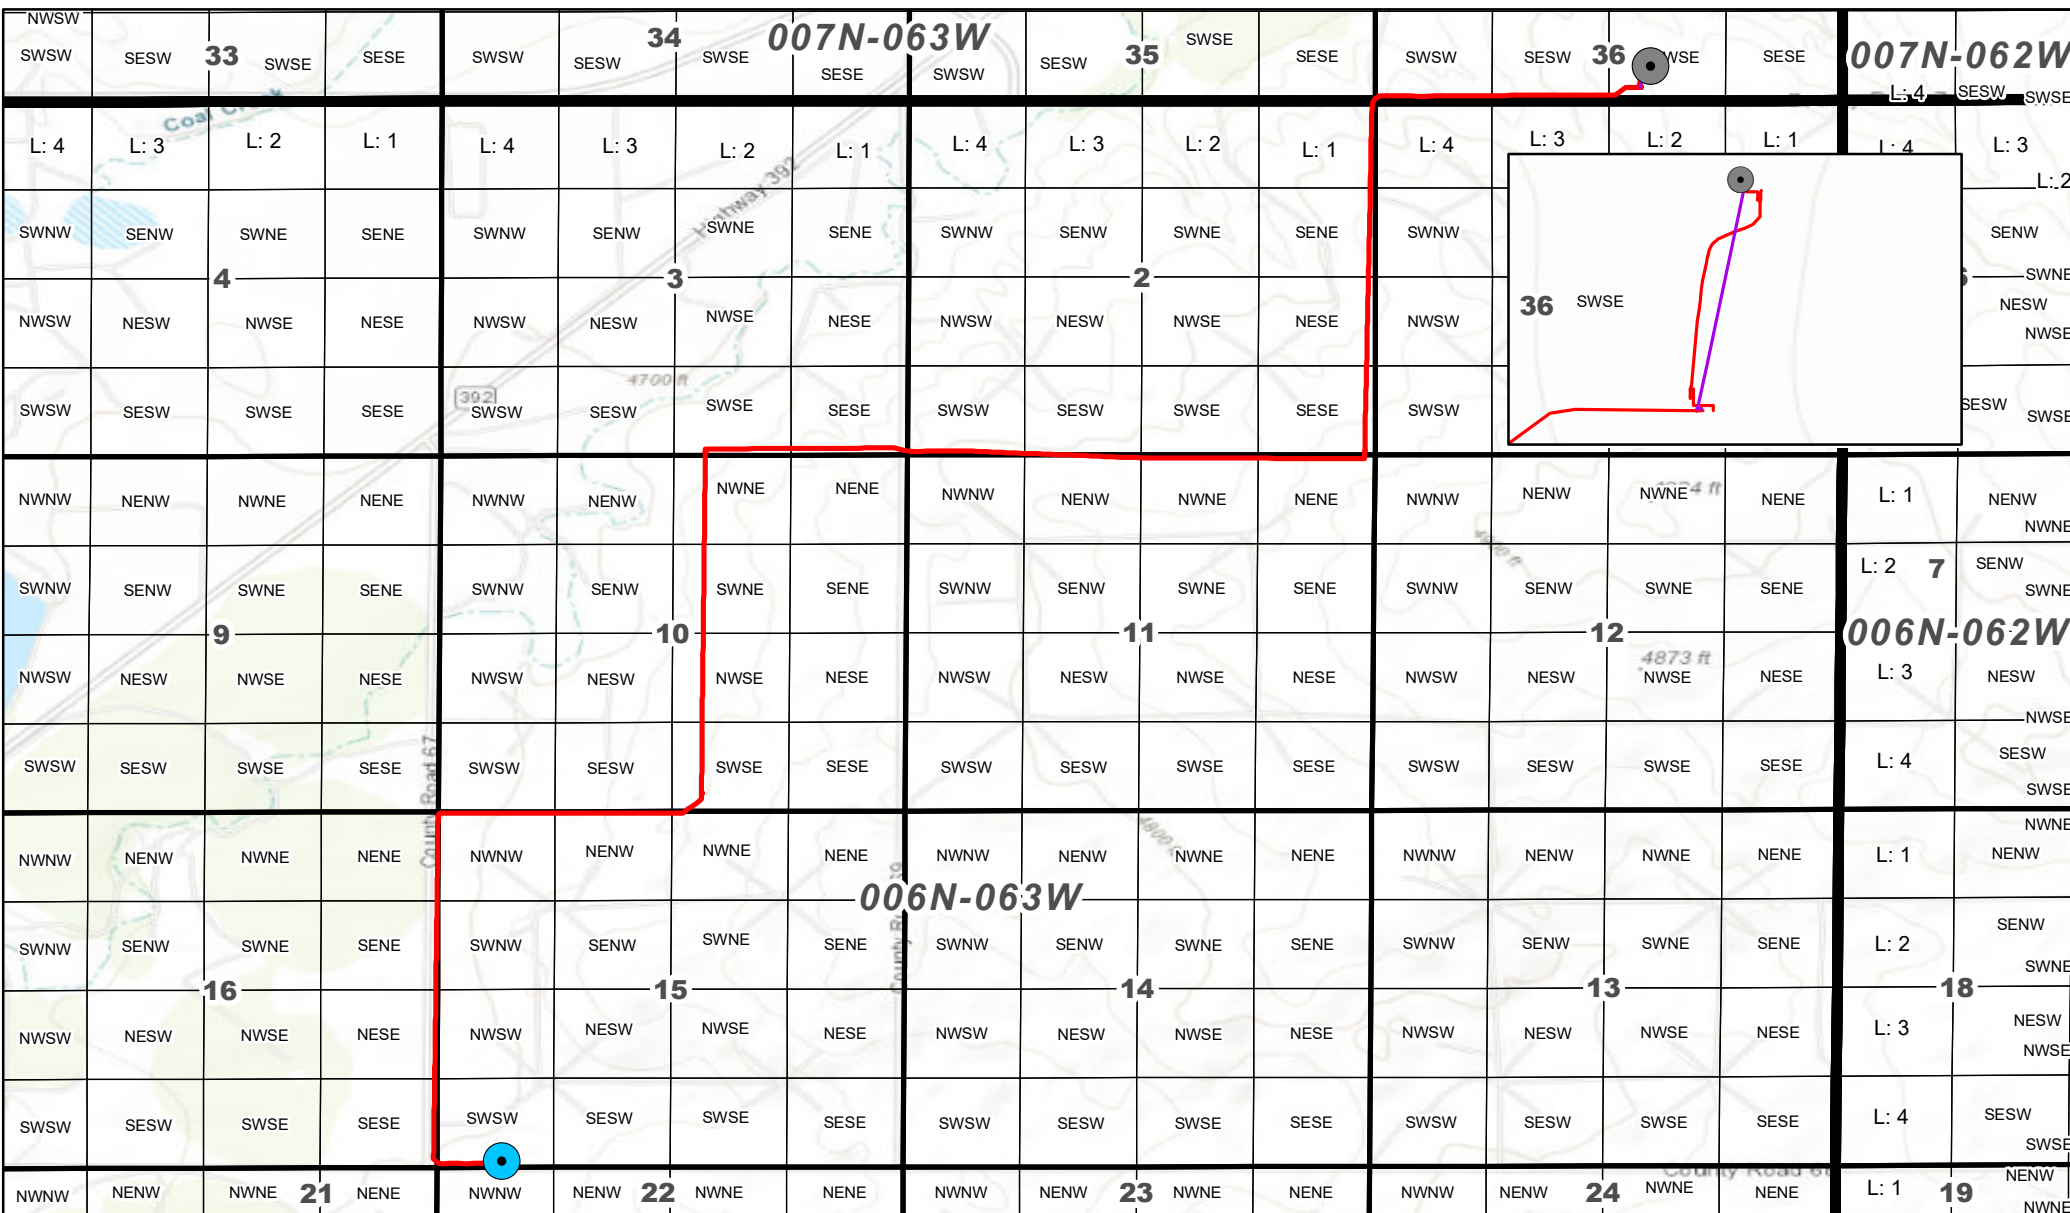 NWSW
SWSW SESW 33 SWSE SESE SWSW SESW 34 SWSE 007N-063W SESE SWSW SESW 35 SWSE SESE SWSW SESW 36 SESE 007N-062W
L: 4 SESW SWSE
Coal Creek
L: 4 L: 3 L: 2 L: 1 L: 4 L: 3 L: 2 L: 1 L: 4 L: 3 L: 2 L: 1 L: 4 L: 3 L: 2 L: 1 L: 4 L: 3
L: 2
Highway 392
SWNW SENW SWNE SENE SWNW SENW SWNE SENE SWNW SENW SWNE SENE SWNW SENW
4 3 2 SWNE
36 SWSE NESW
NWSW NESW NWSE NESE NWSW NESW NWSE NESE NWSW NESW NWSE NESE NWSW NWSE
4700 ft
392
SWSW SESW SWSE SESE SWSW SESW SWSE SESE SWSW SESW SWSE SESE SWSW SESW SWSE
NWNW NENW NWNE NENE NWNW NENW NWNE NENE NWNW NENW NWNE NENE NWNW NENW NWNE NENE L: 1 NENW
NWNE
SWNW SENW SWNE SENE SWNW SENW SWNE SENE SWNW SENW SWNE SENE SWNW SENW SWNE SENE L: 2 7 SENW
SWNE
9 10 11 12 006N-062W
4873 ft
NWSW NESW NWSE NESE NWSW NESW NWSE NESE NWSW NESW NWSE NESE NWSW NESW NWSE NESE L: 3 NESW
NWSE
SWSW SESW SWSE SESE SWSW SESW SWSE SESE SWSW SESW SWSE SESE SWSW SESW SWSE SESE L: 4 SESW
SWSE
County Road 67
NWNE
NWNW NENW NWNE NENE NWNW NENW NWNE NENE NWNW NENW NWNE NENE NWNW NENW NWNE NENE L: 1 NENW
006N-063W
SWNW SENW SWNE SENE SWNW SENW SWNE SENE SWNW SENW SWNE SENE SWNW SENW SWNE SENE L: 2 SENW
SWNE
16 15 14 13 18
NWSW NESW NWSE NESE NWSW NESW NWSE NESE NWSW NESW NWSE NESE NWSW NESW NWSE NESE L: 3 NESW
NWSE
SWSW SESW SWSE SESE SWSW SESW SWSE SESE SWSW SESW SWSE SESE SWSW SESW SWSE SESE L: 4 SESW
SWSE
County Road
NWNW NENW NWNE 21 NENE NWNW NENW 22 NWNE NENE NWNW NENW 23 NWNE NENE NWNW NENW 24 NWNE NENE L: 1 19 NENW
NWNE